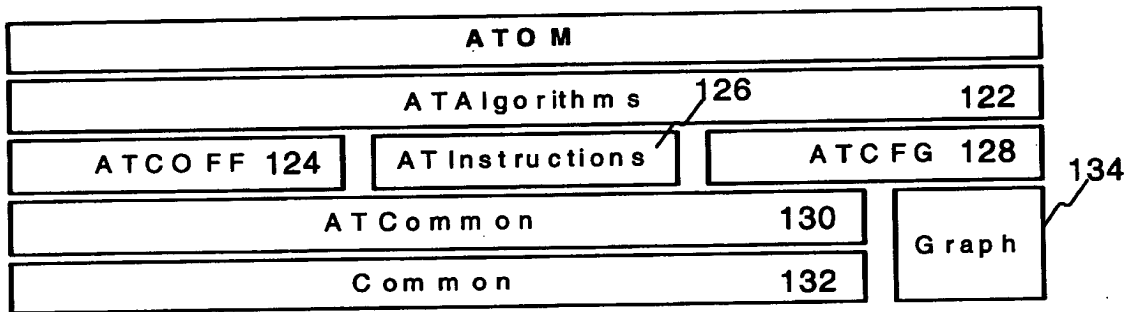 ATOM
ATAlgorithms 126 122
ATCOFF 124 ATInstructions ATCFG 128
134
ATCommon 130
Graph
Common 132